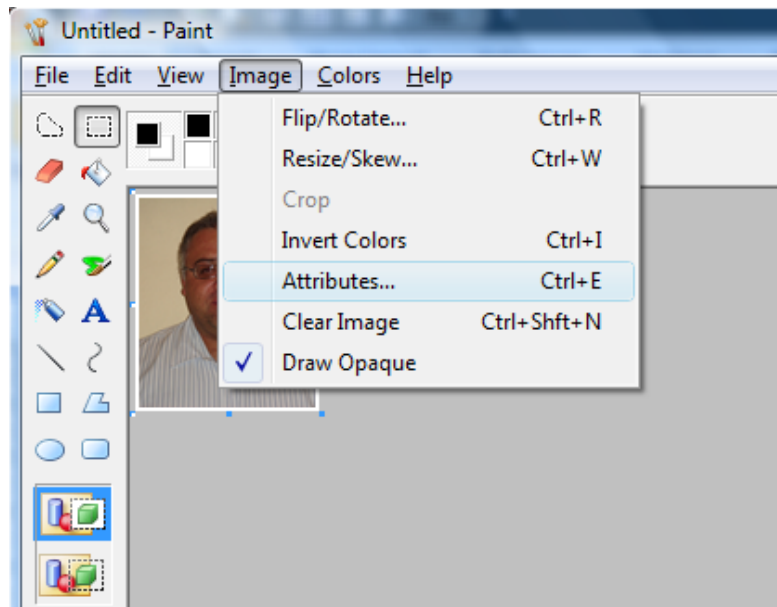 Untitled - Paint
File Edit View Image Colors Help
Flip/Rotate... Ctrl+R
Resize/Skew... Ctrl+W
Crop
Invert Colors Ctrl+I
Attributes... Ctrl+E
Clear Image Ctrl+Shft+N
Draw Opaque
A